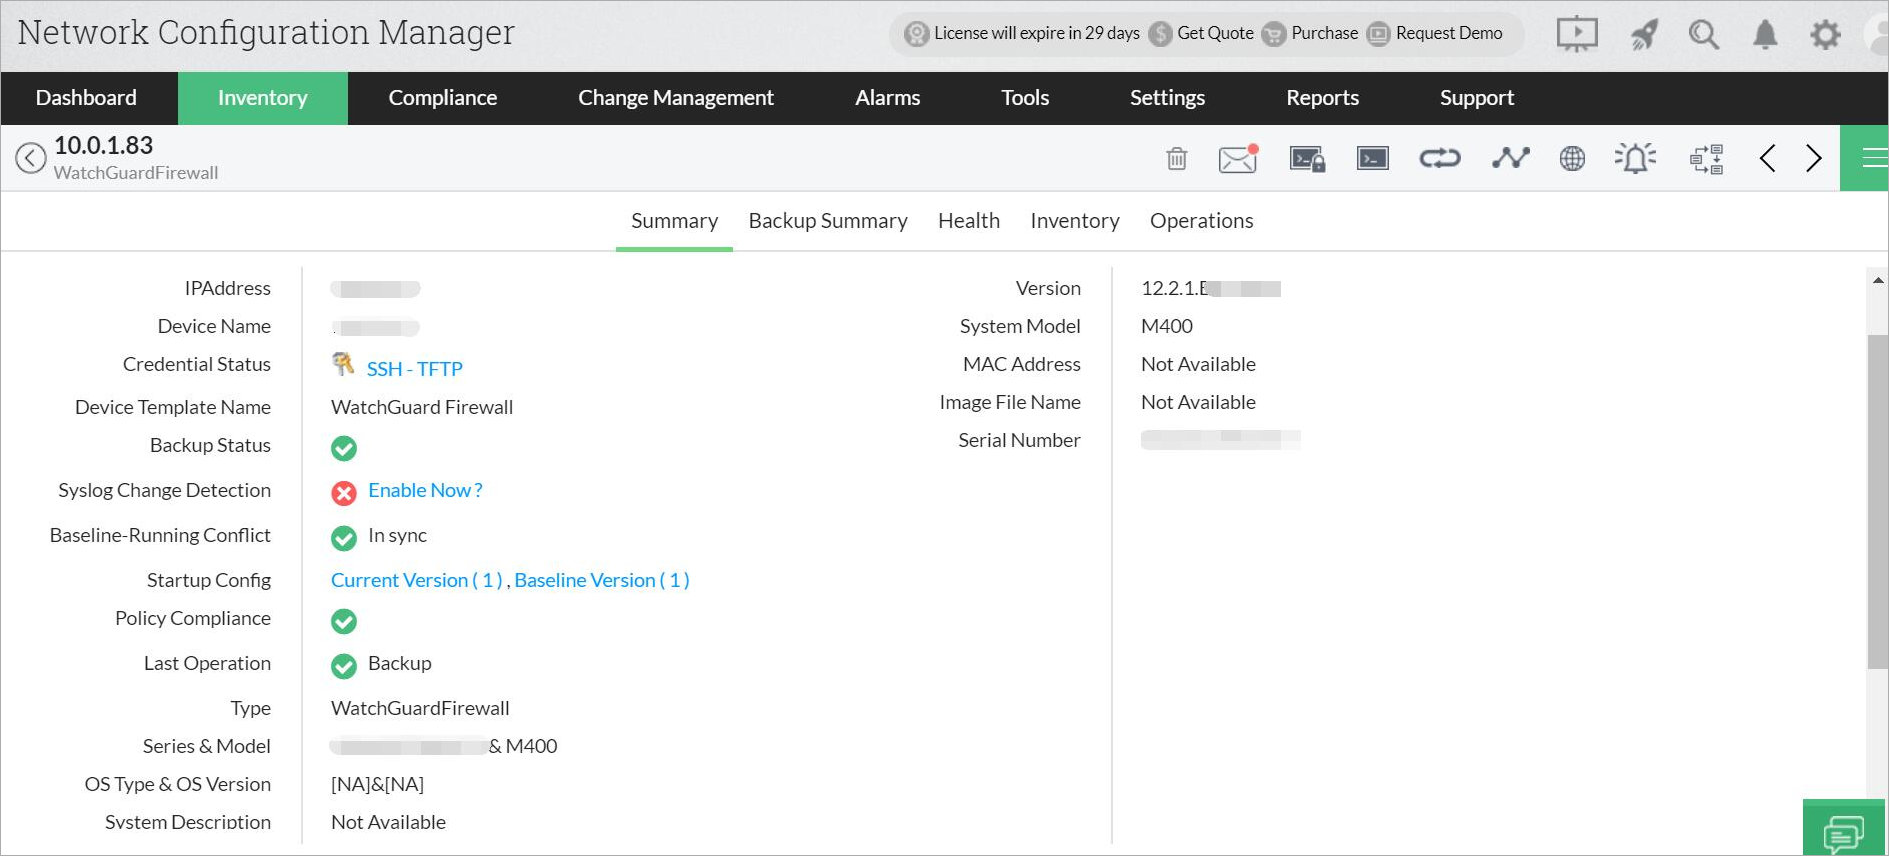 Network Configuration Manager
License will expire in 29 days Get Quote Purchase Request Demo
Dashboard Inventory Compliance Change Management Alarms Tools Settings Reports Support
10.0.1.83
WatchGuardFirewall
Summary Backup Summary Health Inventory Operations
IPAddress
Device Name
Credential Status SSH - TFTP
Device Template Name WatchGuard Firewall
Backup Status
Syslog Change Detection Enable Now ?
Baseline-Running Conflict In sync
Startup Config Current Version ( 1 ) , Baseline Version ( 1 )
Policy Compliance
Last Operation Backup
Type WatchGuardFirewall
Series & Model & M400
OS Type & OS Version [NA]&[NA]
System Description Not Available
Version 12.2.1.
System Model M400
MAC Address Not Available
Image File Name Not Available
Serial Number